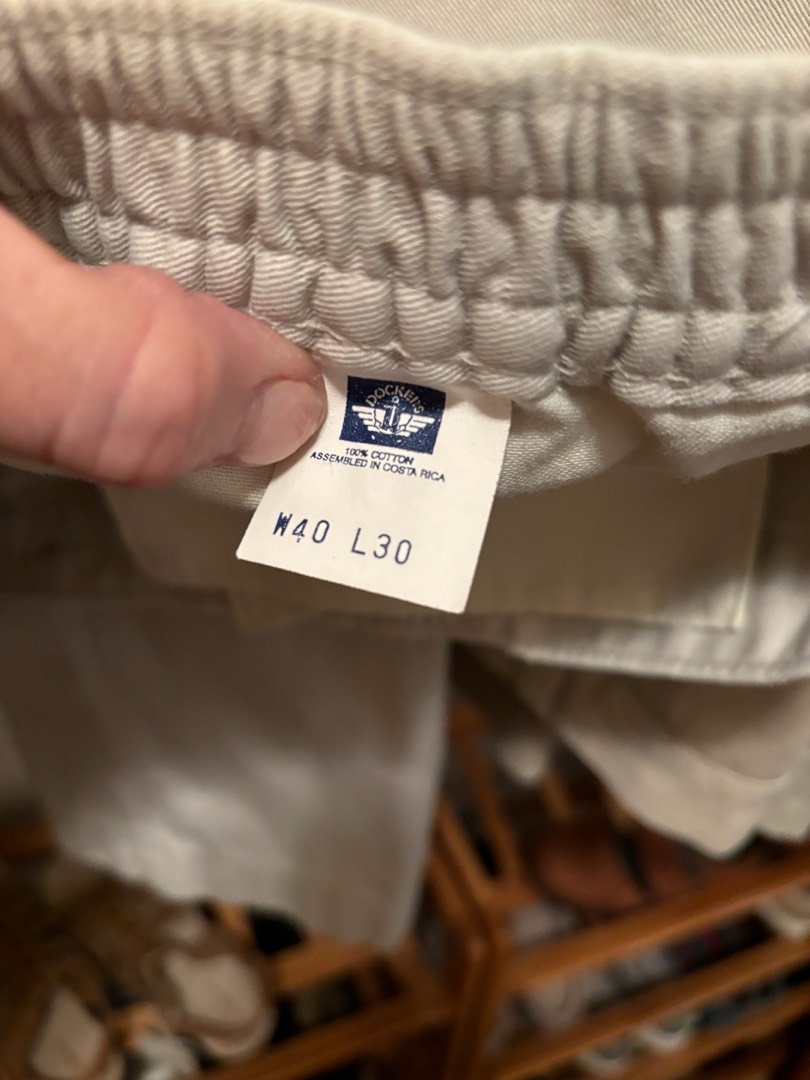 DOCKERS
100% COTTON
ASSEMBLED IN COSTA RICA
W40 L30